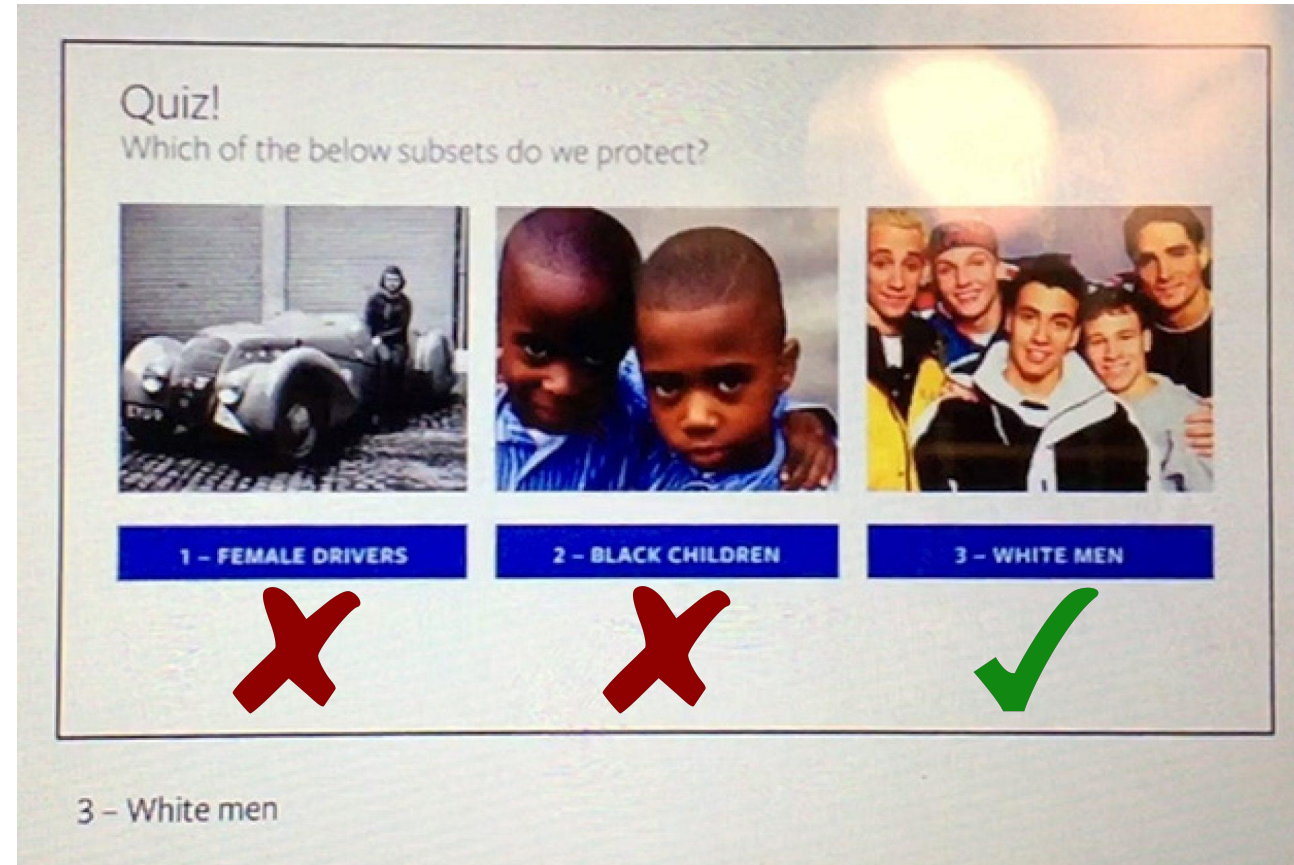 Quiz!
Which of the below subsets do we protect?
1 – FEMALE DRIVERS
2 – BLACK CHILDREN
3 – WHITE MEN
3 – White men